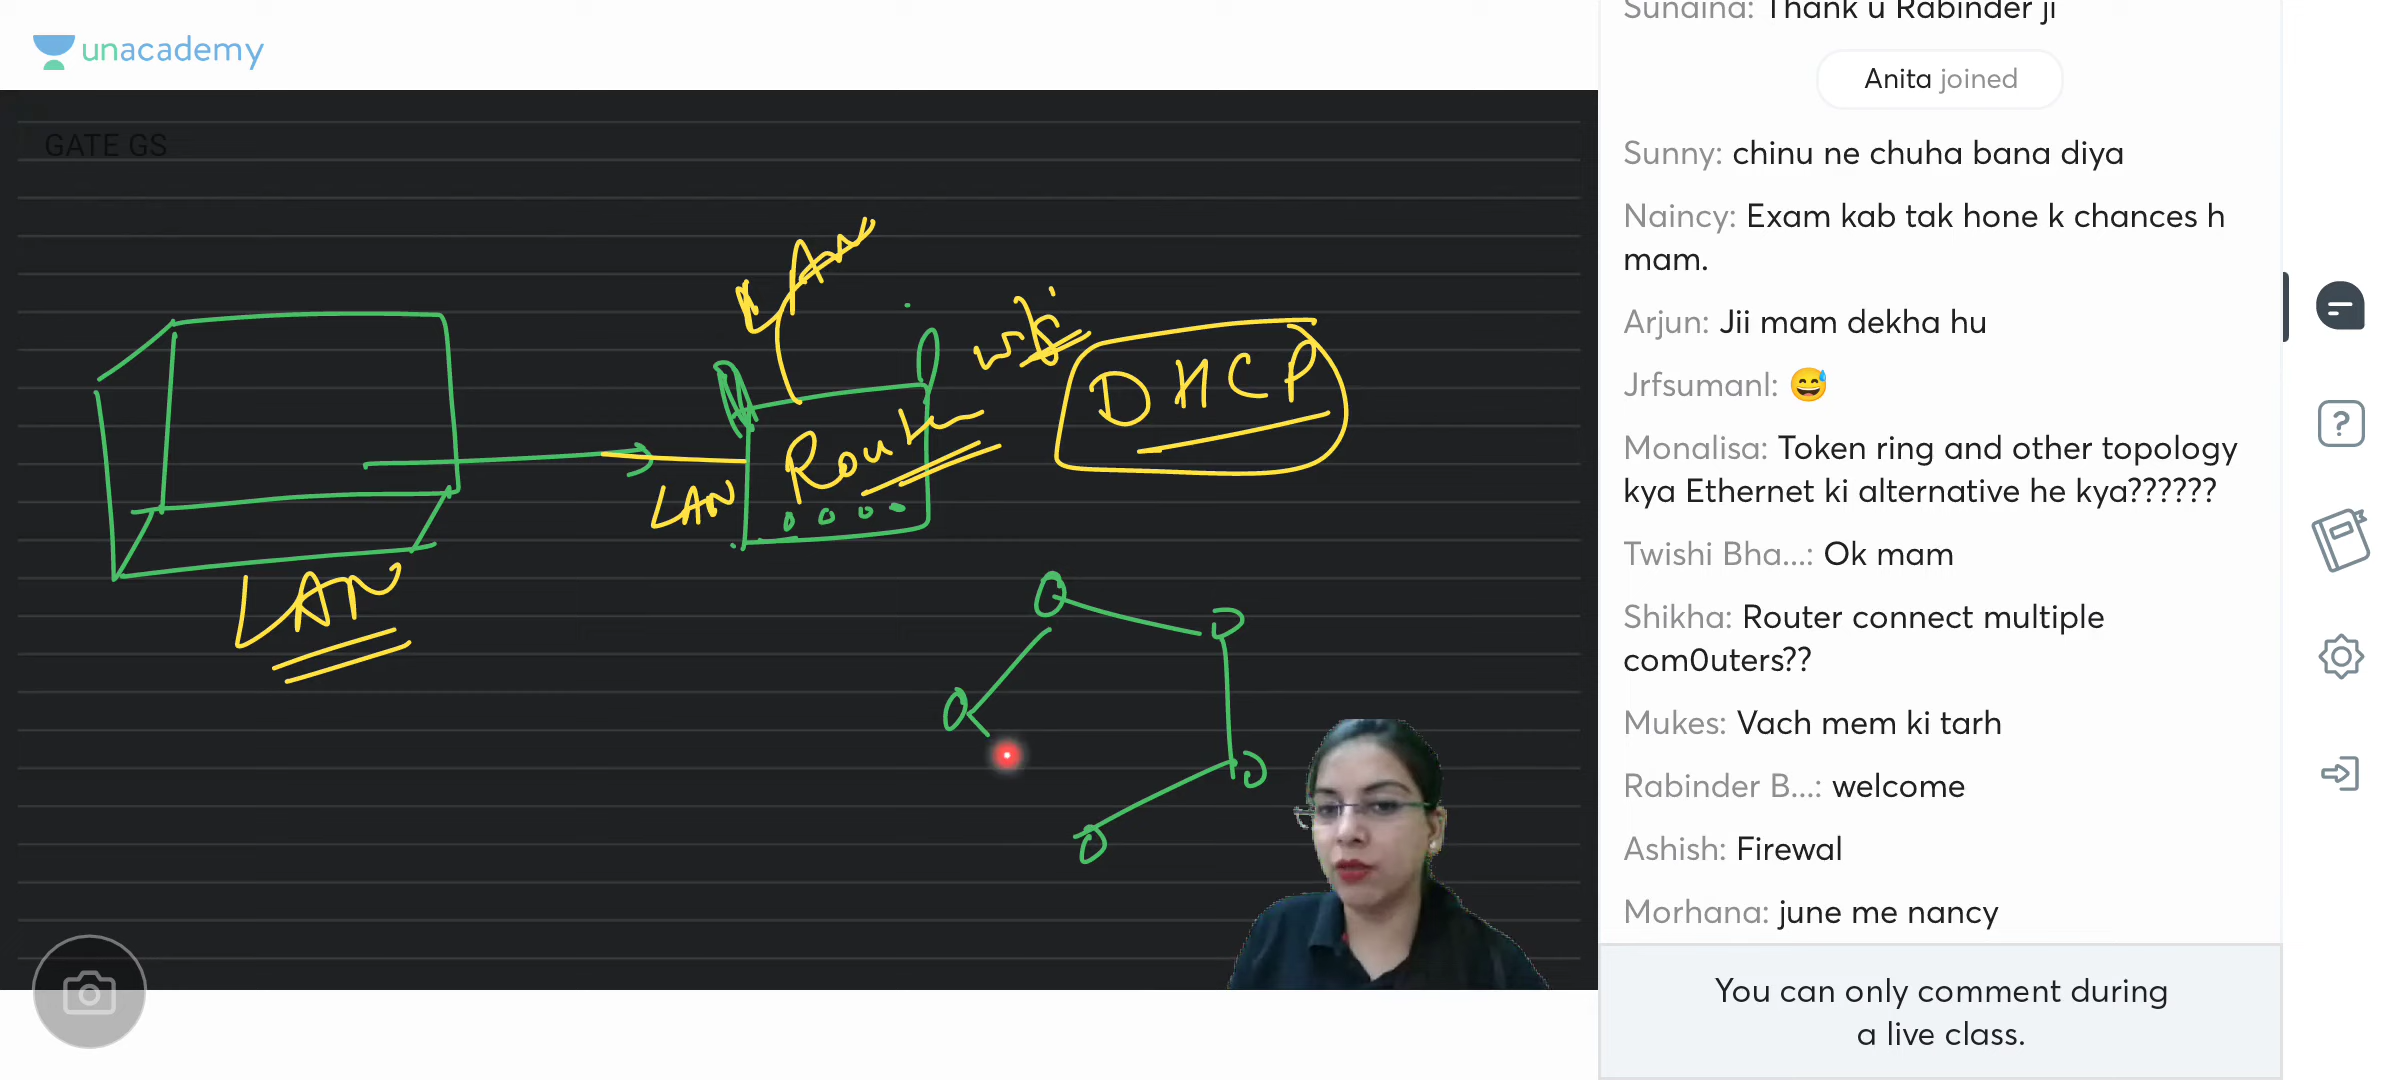 unacademy
GATE GS
LAN
wifi
DHCP
Router
LAN
LAN
Sunaina: Thank u Rabinder ji
Anita joined
Sunny: chinu ne chuha bana diya
Naincy: Exam kab tak hone k chances h
mam.
Arjun: Jii mam dekha hu
Jrfsumanl: 😅
Monalisa: Token ring and other topology
kya Ethernet ki alternative he kya??????
Twishi Bha...: Ok mam
Shikha: Router connect multiple
com0uters??
Mukes: Vach mem ki tarh
Rabinder B...: welcome
Ashish: Firewal
Morhana: june me nancy
You can only comment during
a live class.